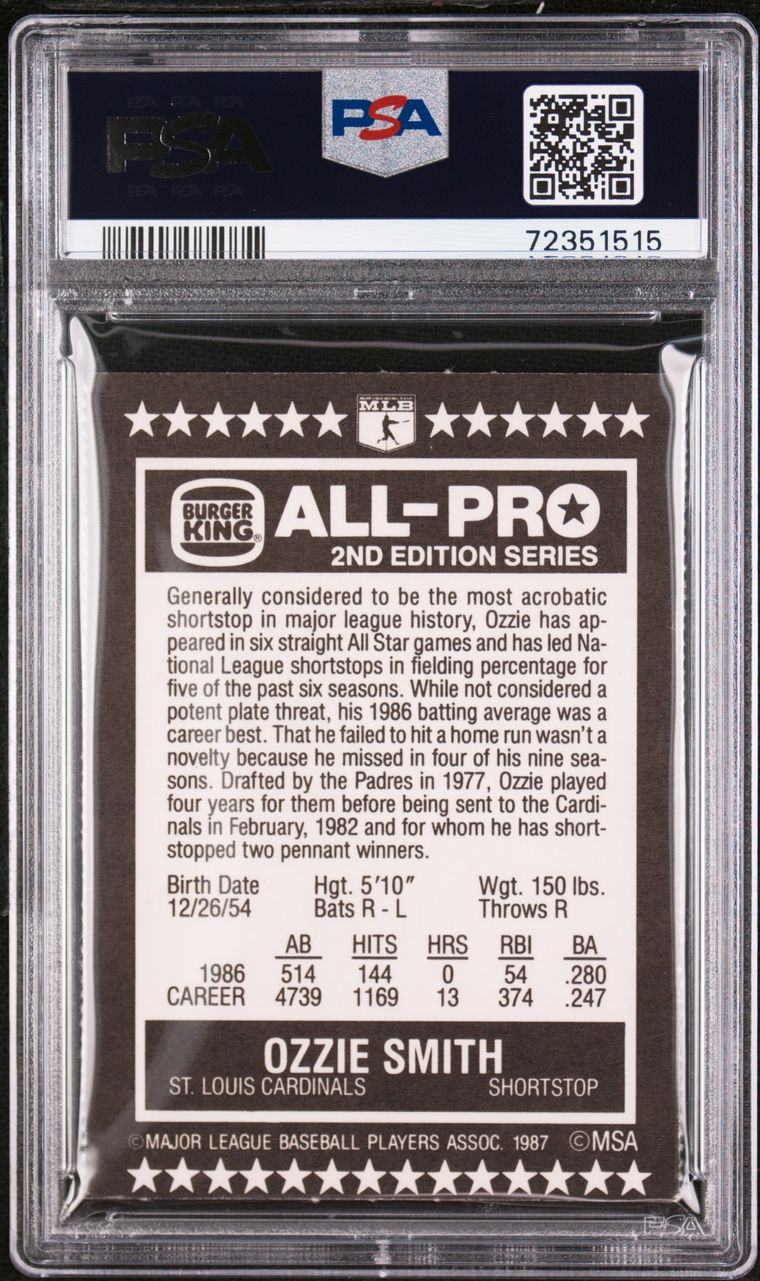 PSA PSA PSA
PSA
PSA PSA PSA
PSA
72351515
MLB
BURGER
KING®
ALL-PRO
2ND EDITION SERIES
Generally considered to be the most acrobatic
shortstop in major league history, Ozzie has ap-
peared in six straight All Star games and has led Na-
tional League shortstops in fielding percentage for
five of the past six seasons. While not considered a
potent plate threat, his 1986 batting average was a
career best. That he failed to hit a home run wasn't a
novelty because he missed in four of his nine sea-
sons. Drafted by the Padres in 1977, Ozzie played
four years for them before being sent to the Cardi-
nals in February, 1982 and for whom he has short-
stopped two pennant winners.
Birth Date Hgt. 5'10" Wgt. 150 lbs.
12/26/54 Bats R - L Throws R
AB HITS HRS RBI BA
1986 514 144 0 54 .280
CAREER 4739 1169 13 374 .247
OZZIE SMITH
ST. LOUIS CARDINALS SHORTSTOP
©MAJOR LEAGUE BASEBALL PLAYERS ASSOC. 1987 ©MSA
PSA